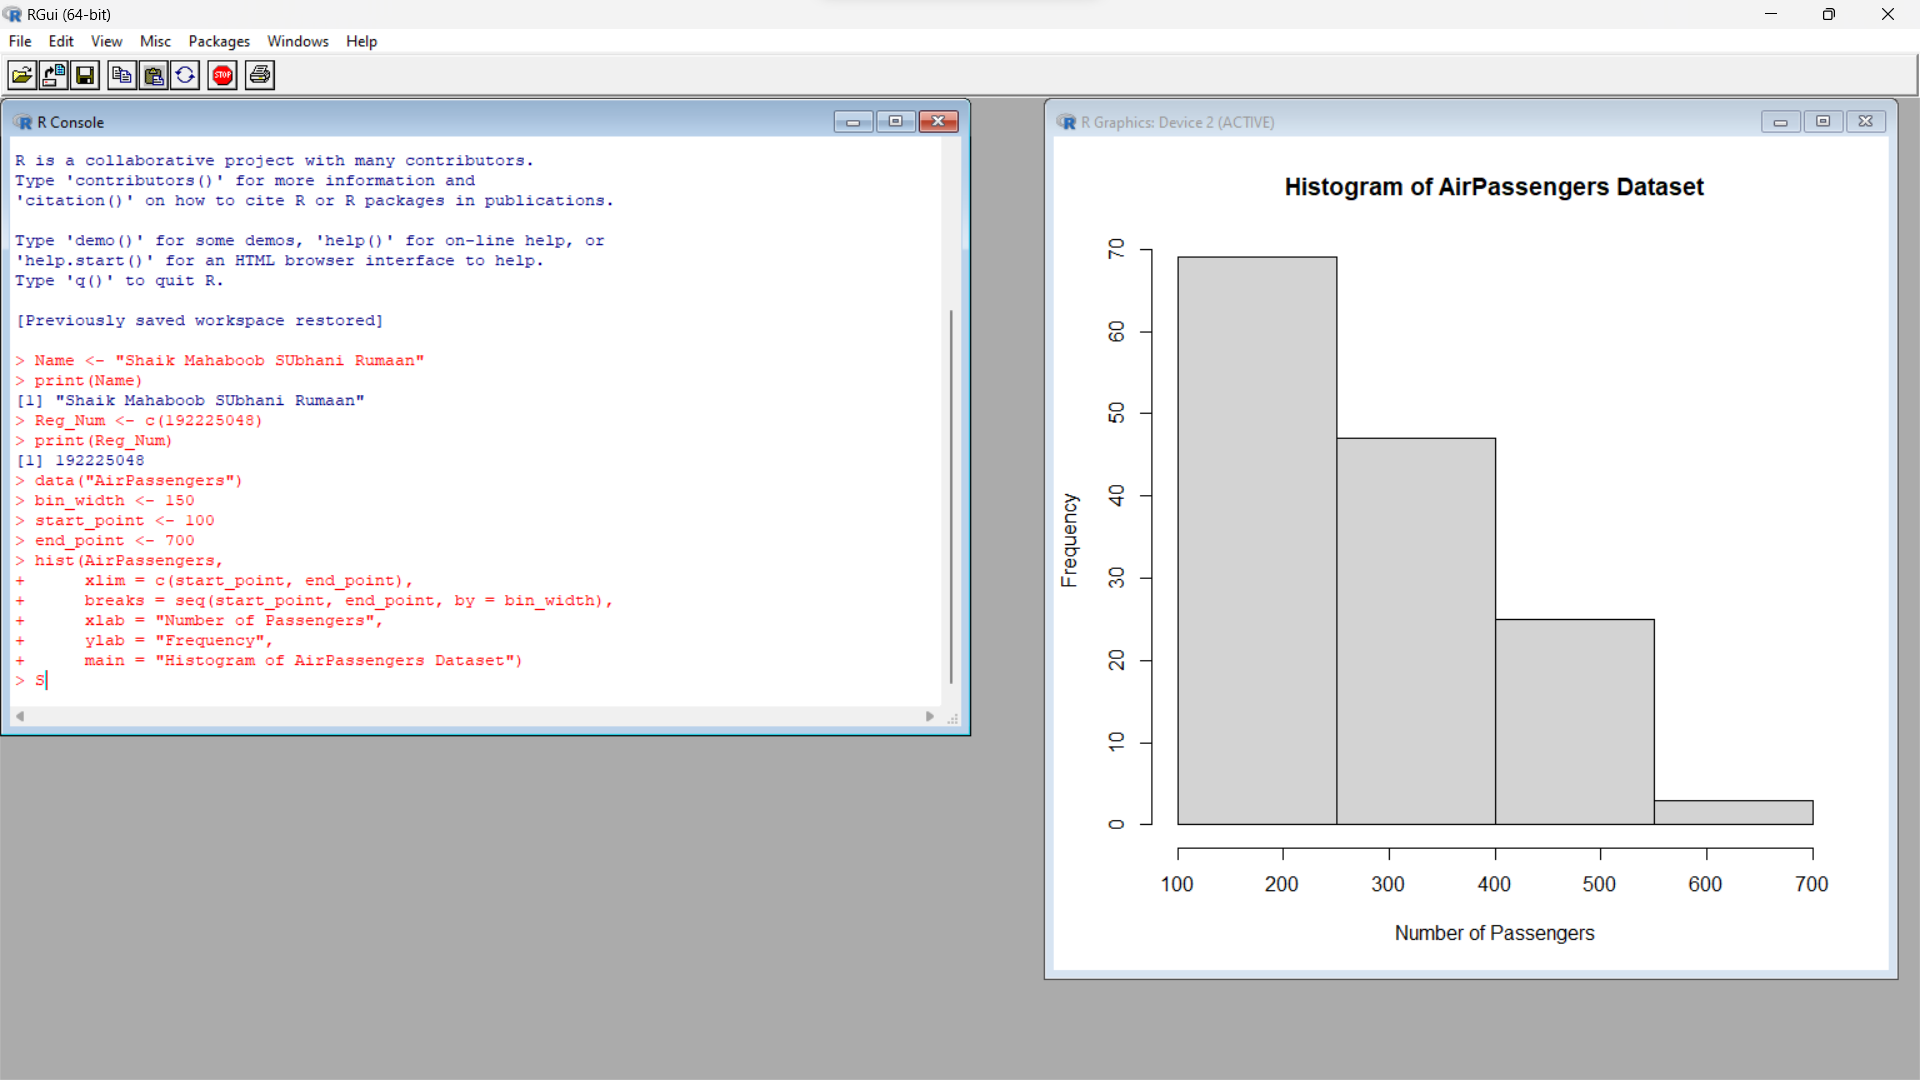 RGui (64-bit)
File Edit View Misc Packages Windows Help
STOP
R Console
R is a collaborative project with many contributors.
Type 'contributors()' for more information and
'citation()' on how to cite R or R packages in publications.
Type 'demo()' for some demos, 'help()' for on-line help, or
'help.start()' for an HTML browser interface to help.
Type 'q()' to quit R.
[Previously saved workspace restored]
> Name <- "Shaik Mahaboob SUbhani Rumaan"
> print(Name)
[1] "Shaik Mahaboob SUbhani Rumaan"
> Reg_Num <- c(192225048)
> print(Reg_Num)
[1] 192225048
> data("AirPassengers")
> bin_width <- 150
> start_point <- 100
> end_point <- 700
> hist(AirPassengers,
+      xlim = c(start_point, end_point),
+      breaks = seq(start_point, end_point, by = bin_width),
+      xlab = "Number of Passengers",
+      ylab = "Frequency",
+      main = "Histogram of AirPassengers Dataset")
> S
R Graphics: Device 2 (ACTIVE)
Histogram of AirPassengers Dataset
Frequency
70
60
50
40
30
20
10
0
100 200 300 400 500 600 700
Number of Passengers